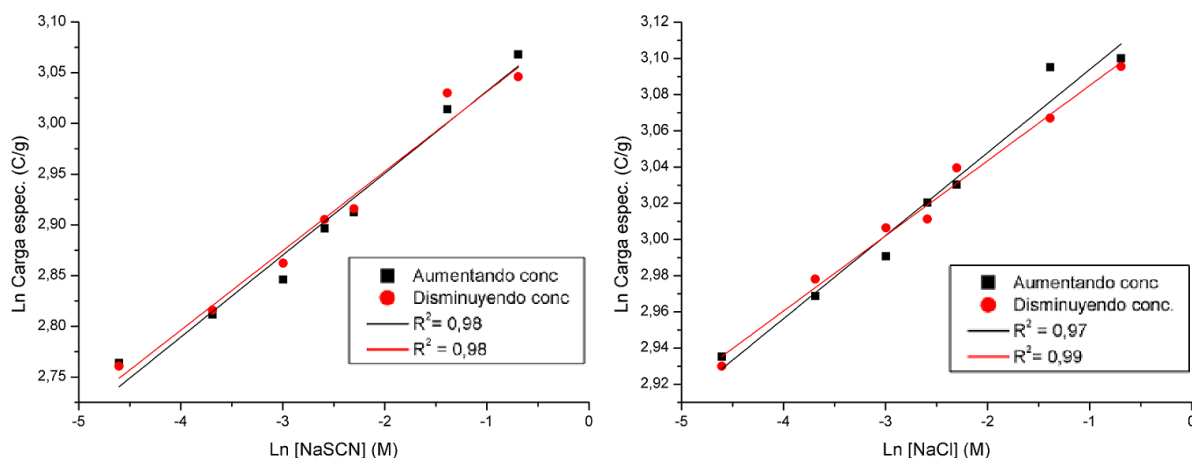 3,10
3,05
3,00
2,95
2,90
2,85
2,80
2,75
Ln Carga espec. (C/g)
Aumentando conc
Disminuyendo conc
R²= 0,98
R² = 0,98
-5 -4 -3 -2 -1 0
Ln [NaSCN] (M)
3,12
3,10
3,08
3,06
3,04
3,02
3,00
2,98
2,96
2,94
2,92
Ln Carga espec. (C/g)
Aumentando conc
Disminuyendo conc.
R² = 0,97
R² = 0,99
-5 -4 -3 -2 -1 0
Ln [NaCl] (M)